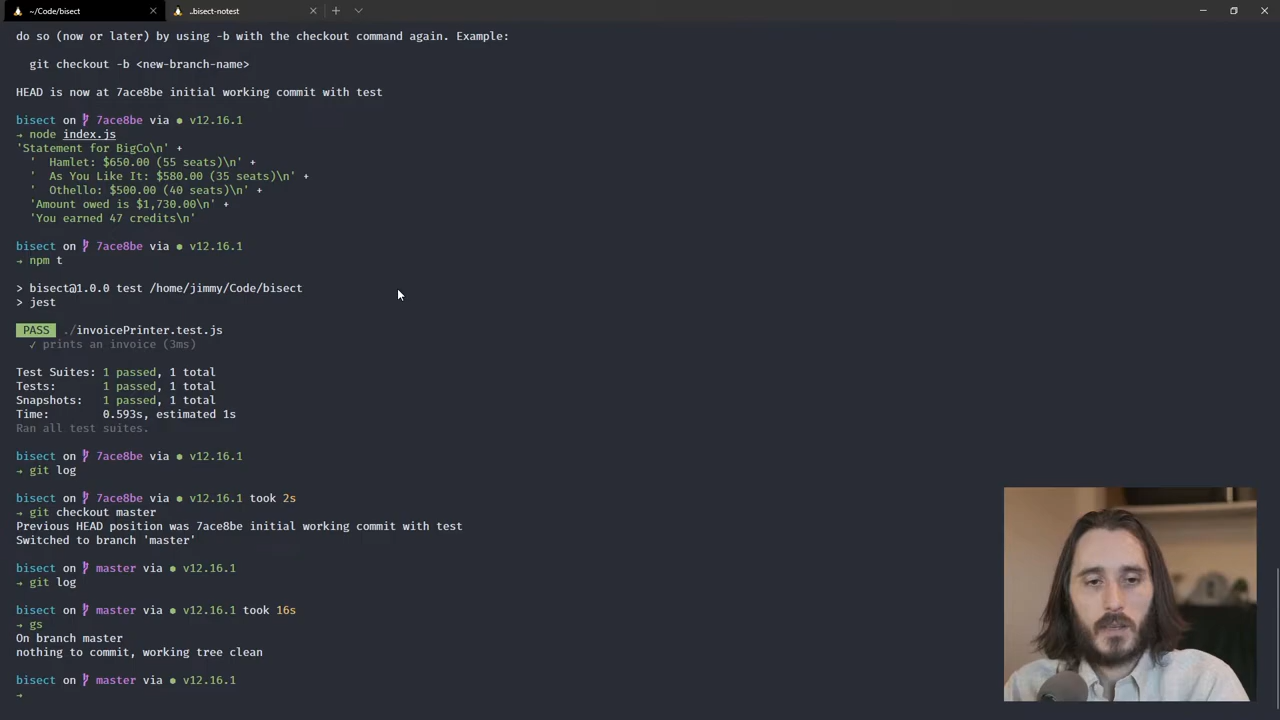 ~/Code/bisect
..bisect-notest
do so (now or later) by using -b with the checkout command again. Example:
git checkout -b <new-branch-name>
HEAD is now at 7ace8be initial working commit with test
bisect on 7ace8be via ● v12.16.1
→ node index.js
'Statement for BigCo\n' +
' Hamlet: $650.00 (55 seats)\n' +
' As You Like It: $580.00 (35 seats)\n' +
' Othello: $500.00 (40 seats)\n' +
'Amount owed is $1,730.00\n' +
'You earned 47 credits\n'
bisect on 7ace8be via ● v12.16.1
→ npm t
> bisect@1.0.0 test /home/jimmy/Code/bisect
> jest
PASS ./invoicePrinter.test.js
✓ prints an invoice (3ms)
Test Suites: 1 passed, 1 total
Tests: 1 passed, 1 total
Snapshots: 1 passed, 1 total
Time: 0.593s, estimated 1s
Ran all test suites.
bisect on 7ace8be via ● v12.16.1
→ git log
bisect on 7ace8be via ● v12.16.1 took 2s
→ git checkout master
Previous HEAD position was 7ace8be initial working commit with test
Switched to branch 'master'
bisect on master via ● v12.16.1
→ git log
bisect on master via ● v12.16.1 took 16s
→ gs
On branch master
nothing to commit, working tree clean
bisect on master via ● v12.16.1
→